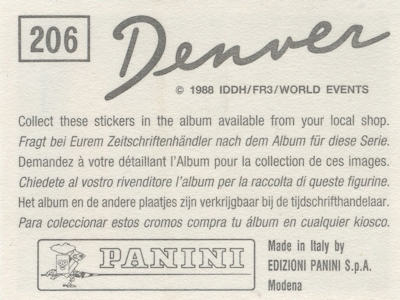 206
Denver
© 1988 IDDH/FR3/WORLD EVENTS
Collect these stickers in the album available from your local shop.
Fragt bei Eurem Zeitschriftenhändler nach dem Album für diese Serie.
Demandez à votre détaillant l'Album pour la collection de ces images.
Chiedete al vostro rivenditore l'album per la raccolta di queste figurine.
Het album en de andere plaatjes zijn verkrijgbaar bij de tijdschrifthandelaar.
Para coleccionar estos cromos compra tu álbum en cualquier kiosco.
PANINI
Made in Italy by
EDIZIONI PANINI S.p.A.
Modena